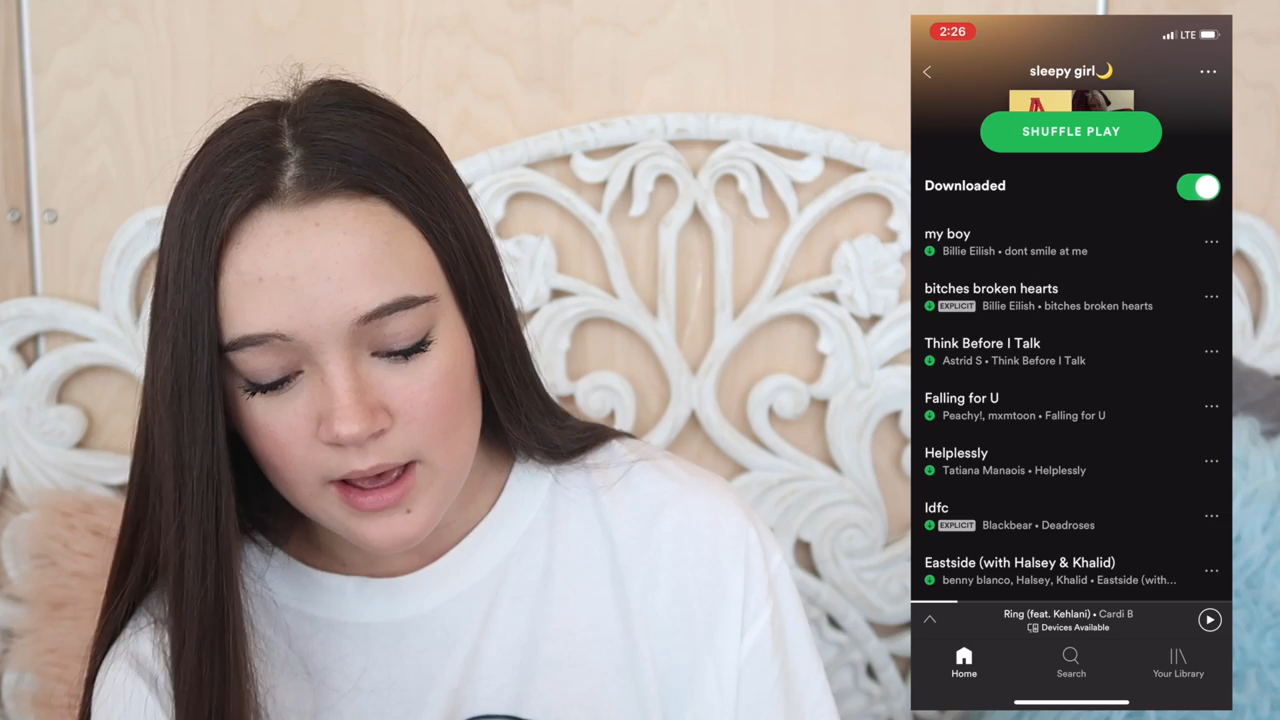 2:26
LTE
sleepy girl🌙
SHUFFLE PLAY
Downloaded
my boy
Billie Eilish • dont smile at me
bitches broken hearts
EXPLICIT Billie Eilish • bitches broken hearts
Think Before I Talk
Astrid S • Think Before I Talk
Falling for U
Peachy!, mxmtoon • Falling for U
Helplessly
Tatiana Manaois • Helplessly
Idfc
EXPLICIT Blackbear • Deadroses
Eastside (with Halsey & Khalid)
benny blanco, Halsey, Khalid • Eastside (with...
Ring (feat. Kehlani) • Cardi B
Devices Available
Home
Search
Your Library